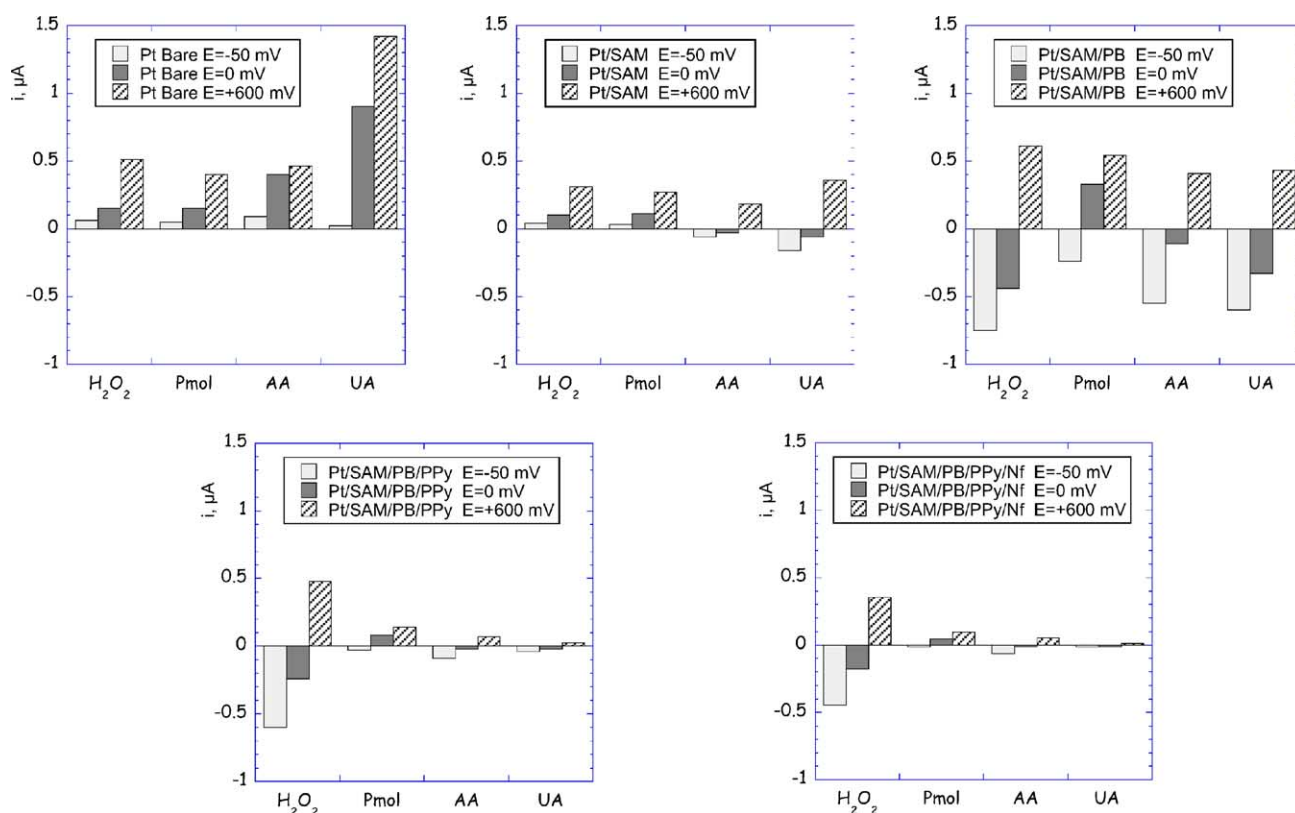 1.5
1
0.5
0
-0.5
-1
i, µA
Pt Bare E=-50 mV
Pt Bare E=0 mV
Pt Bare E=+600 mV
H₂O₂ Pmol AA UA
1.5
1
0.5
0
-0.5
-1
i, µA
Pt/SAM E=-50 mV
Pt/SAM E=0 mV
Pt/SAM E=+600 mV
H₂O₂ Pmol AA UA
1.5
1
0.5
0
-0.5
-1
i, µA
Pt/SAM/PB E=-50 mV
Pt/SAM/PB E=0 mV
Pt/SAM/PB E=+600 mV
H₂O₂ Pmol AA UA
1.5
1
0.5
0
-0.5
-1
i, µA
Pt/SAM/PB/PPy E=-50 mV
Pt/SAM/PB/PPy E=0 mV
Pt/SAM/PB/PPy E=+600 mV
H₂O₂ Pmol AA UA
1.5
1
0.5
0
-0.5
-1
i, µA
Pt/SAM/PB/PPy/Nf E=-50 mV
Pt/SAM/PB/PPy/Nf E=0 mV
Pt/SAM/PB/PPy/Nf E=+600 mV
H₂O₂ Pmol AA UA